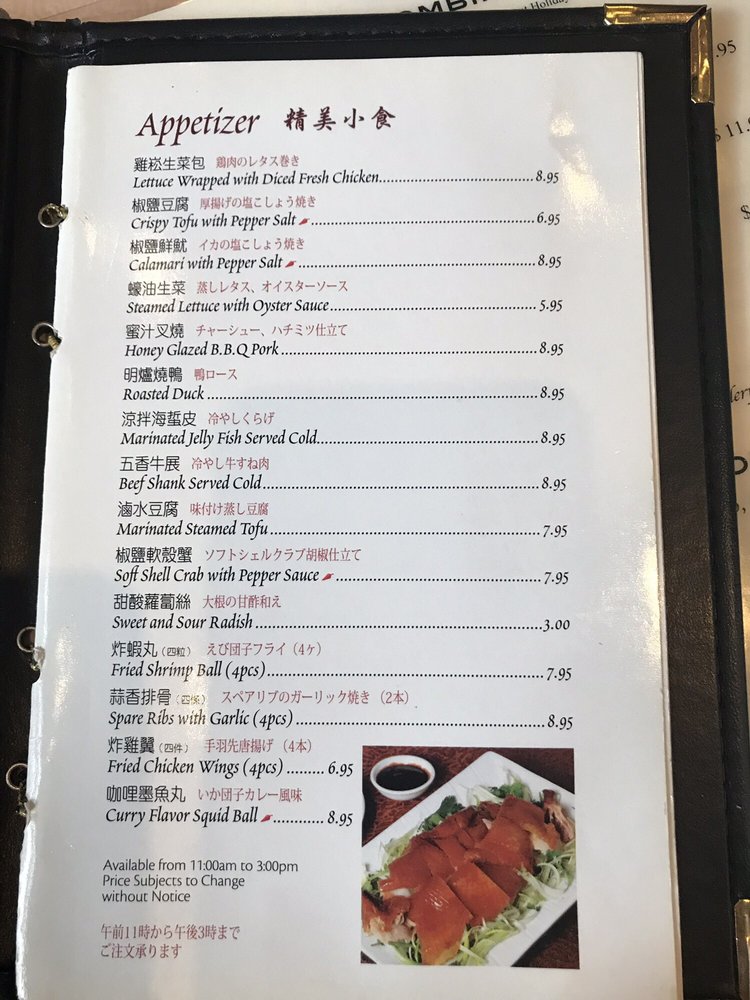 OMBI
l Holiday
.95
$ 11.9
$
Appetizer 精美小食
雞崧生菜包 鶏肉のレタス巻き
Lettuce Wrapped with Diced Fresh Chicken................................8.95
椒鹽豆腐 厚揚げの塩こしょう焼き
Crispy Tofu with Pepper Salt ................................6.95
椒鹽鮮魷 イカの塩こしょう焼き
Calamari with Pepper Salt ................................8.95
蠔油生菜 蒸しレタス、オイスターソース
Steamed Lettuce with Oyster Sauce................................5.95
蜜汁叉燒 チャーシュー、ハチミツ仕立て
Honey Glazed B.B.Q Pork ................................8.95
明爐燒鴨 鴨ロース
Roasted Duck ................................8.95
涼拌海蜇皮 冷やしくらげ
Marinated Jelly Fish Served Cold................................8.95
五香牛展 冷やし牛すね肉
Beef Shank Served Cold................................8.95
滷水豆腐 味付け蒸し豆腐
Marinated Steamed Tofu ................................7.95
椒鹽軟殼蟹 ソフトシェルクラブ胡椒仕立て
Soft Shell Crab with Pepper Sauce ................................7.95
甜酸蘿蔔絲 大根の甘酢和え
Sweet and Sour Radish ................................3.00
炸蝦丸 (四粒) えび団子フライ (4ヶ)
Fried Shrimp Ball (4pcs)................................7.95
蒜香排骨 (四條) スペアリブのガーリック焼き (2本)
Spare Ribs with Garlic (4pcs) ................................8.95
炸雞翼 (四件) 手羽先唐揚げ (4本)
Fried Chicken Wings (4pcs) ......... 6.95
咖哩墨魚丸 いか団子カレー風味
Curry Flavor Squid Ball ............ 8.95
Available from 11:00am to 3:00pm
Price Subjects to Change
without Notice
午前11時から午後3時まで
ご注文承ります